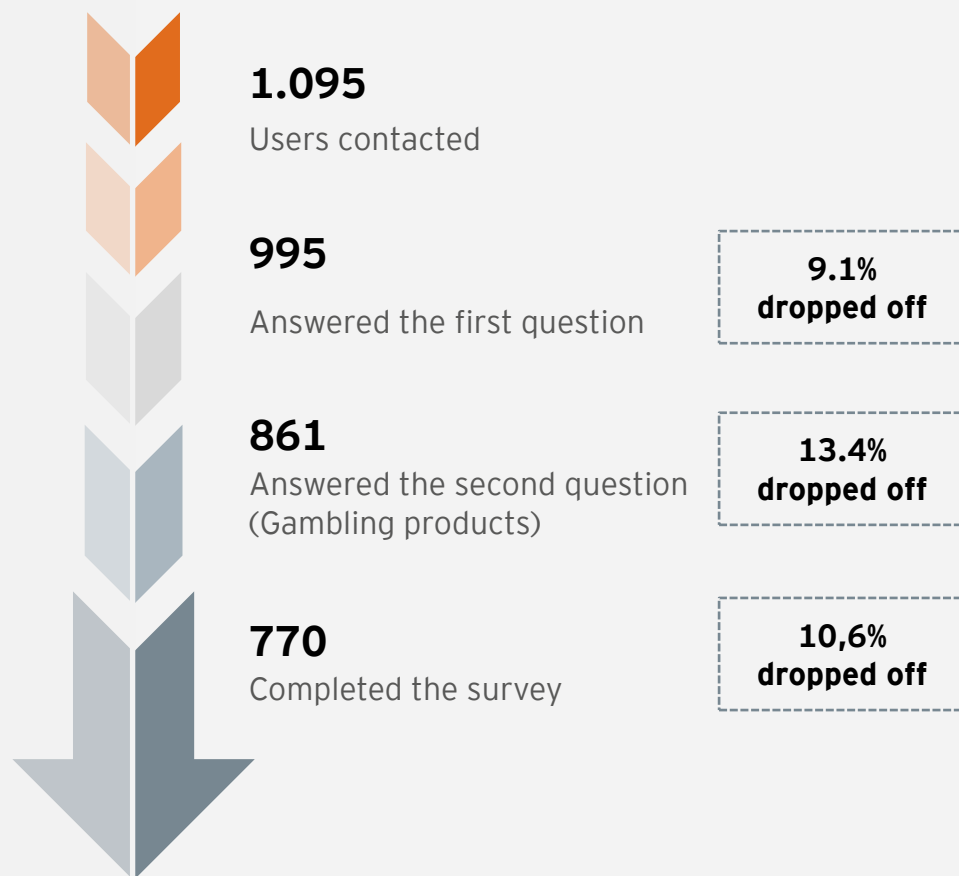 1.095
Users contacted
995
Answered the first question
9.1%
dropped off
861
Answered the second question
(Gambling products)
13.4%
dropped off
770
Completed the survey
10,6%
dropped off